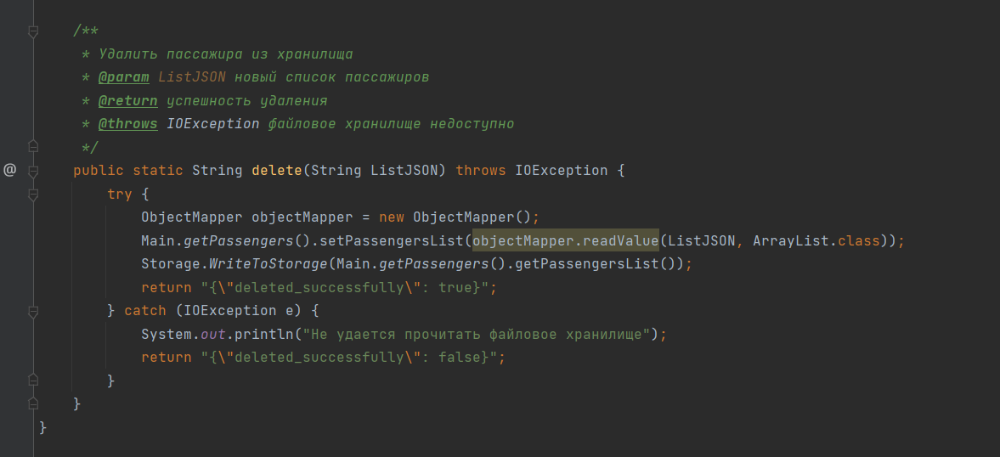 /**
* Удалить пассажира из хранилища
* @param ListJSON новый список пассажиров
* @return успешность удаления
* @throws IOException файловое хранилище недоступно
*/
@ public static String delete(String ListJSON) throws IOException {
try {
ObjectMapper objectMapper = new ObjectMapper();
Main.getPassengers().setPassengersList(objectMapper.readValue(ListJSON, ArrayList.class));
Storage.WriteToStorage(Main.getPassengers().getPassengersList());
return "{\"deleted_successfully\": true}";
} catch (IOException e) {
System.out.println("Не удается прочитать файловое хранилище");
return "{\"deleted_successfully\": false}";
}
}
}